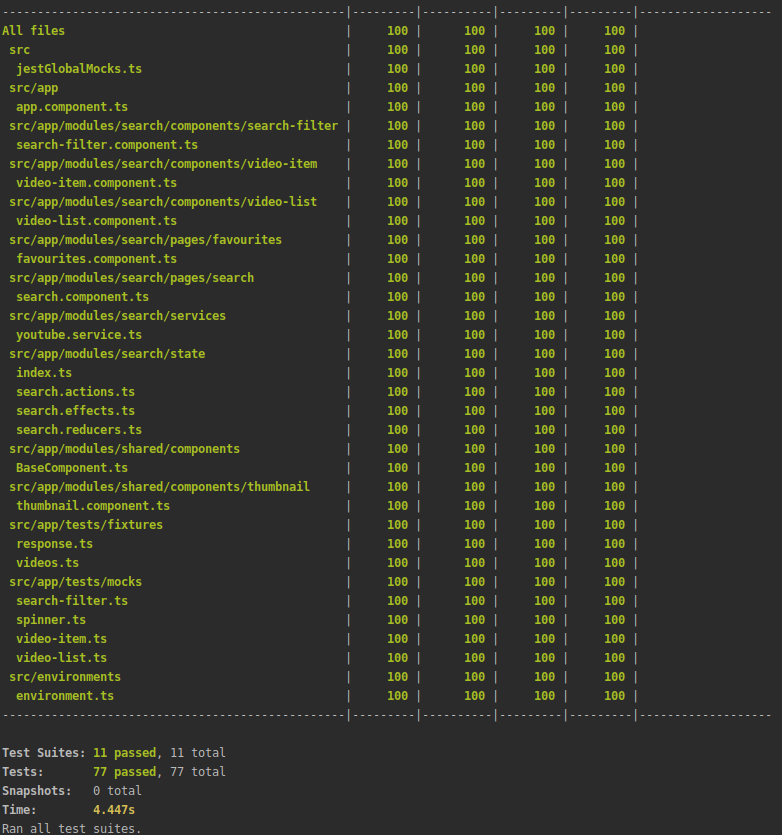 -------------------------------------------------|---------|----------|---------|---------|-------------------
All files                                        |     100 |      100 |     100 |     100 |
 src                                             |     100 |      100 |     100 |     100 |
  jestGlobalMocks.ts                             |     100 |      100 |     100 |     100 |
 src/app                                         |     100 |      100 |     100 |     100 |
  app.component.ts                               |     100 |      100 |     100 |     100 |
 src/app/modules/search/components/search-filter |     100 |      100 |     100 |     100 |
  search-filter.component.ts                     |     100 |      100 |     100 |     100 |
 src/app/modules/search/components/video-item    |     100 |      100 |     100 |     100 |
  video-item.component.ts                        |     100 |      100 |     100 |     100 |
 src/app/modules/search/components/video-list    |     100 |      100 |     100 |     100 |
  video-list.component.ts                        |     100 |      100 |     100 |     100 |
 src/app/modules/search/pages/favourites         |     100 |      100 |     100 |     100 |
  favourites.component.ts                        |     100 |      100 |     100 |     100 |
 src/app/modules/search/pages/search             |     100 |      100 |     100 |     100 |
  search.component.ts                            |     100 |      100 |     100 |     100 |
 src/app/modules/search/services                 |     100 |      100 |     100 |     100 |
  youtube.service.ts                             |     100 |      100 |     100 |     100 |
 src/app/modules/search/state                    |     100 |      100 |     100 |     100 |
  index.ts                                       |     100 |      100 |     100 |     100 |
  search.actions.ts                              |     100 |      100 |     100 |     100 |
  search.effects.ts                              |     100 |      100 |     100 |     100 |
  search.reducers.ts                             |     100 |      100 |     100 |     100 |
 src/app/modules/shared/components               |     100 |      100 |     100 |     100 |
  BaseComponent.ts                               |     100 |      100 |     100 |     100 |
 src/app/modules/shared/components/thumbnail     |     100 |      100 |     100 |     100 |
  thumbnail.component.ts                         |     100 |      100 |     100 |     100 |
 src/app/tests/fixtures                          |     100 |      100 |     100 |     100 |
  response.ts                                    |     100 |      100 |     100 |     100 |
  videos.ts                                      |     100 |      100 |     100 |     100 |
 src/app/tests/mocks                             |     100 |      100 |     100 |     100 |
  search-filter.ts                               |     100 |      100 |     100 |     100 |
  spinner.ts                                     |     100 |      100 |     100 |     100 |
  video-item.ts                                  |     100 |      100 |     100 |     100 |
  video-list.ts                                  |     100 |      100 |     100 |     100 |
 src/environments                                |     100 |      100 |     100 |     100 |
  environment.ts                                 |     100 |      100 |     100 |     100 |
-------------------------------------------------|---------|----------|---------|---------|-------------------
Test Suites: 11 passed, 11 total
Tests:       77 passed, 77 total
Snapshots:   0 total
Time:        4.447s
Ran all test suites.